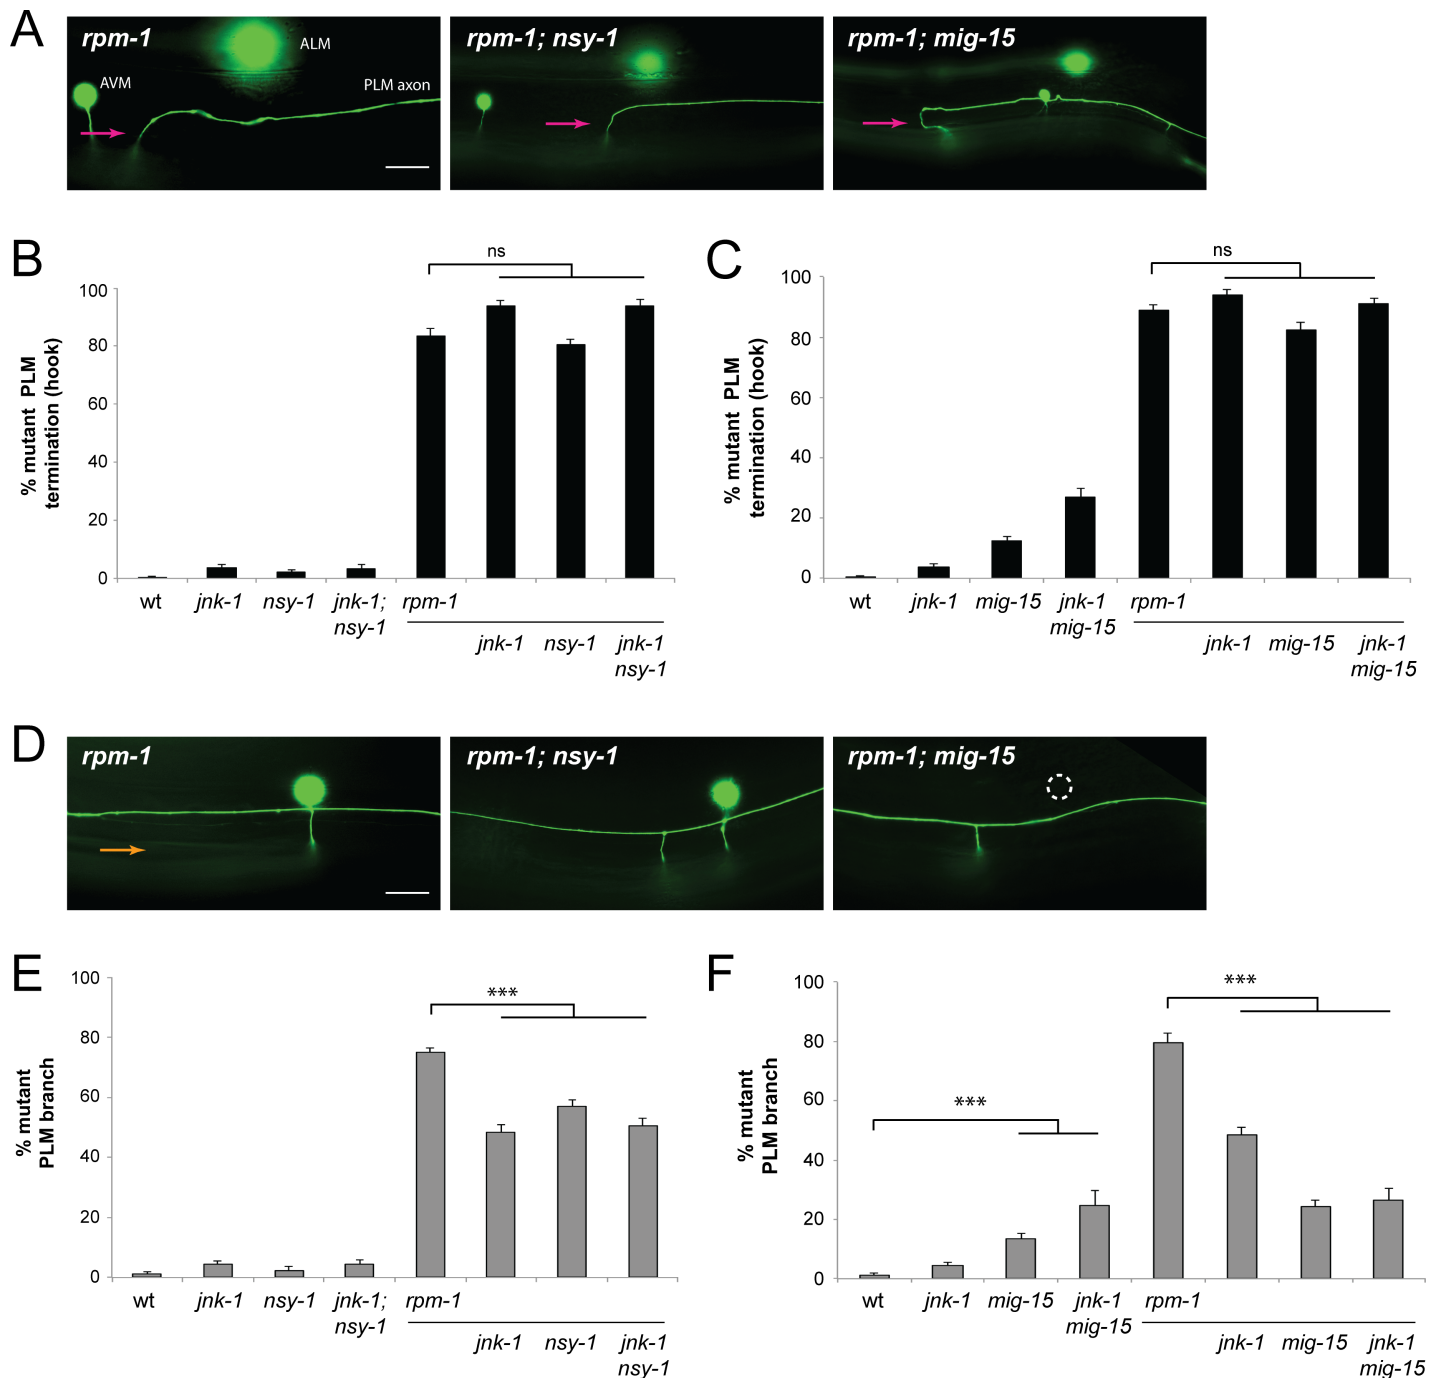 A
rpm-1
ALM
AVM
PLM axon
rpm-1; nsy-1
rpm-1; mig-15
B
ns
% mutant PLM
termination (hook)
100
80
60
40
20
0
wt
jnk-1
nsy-1
jnk-1;
nsy-1
rpm-1
jnk-1
nsy-1
jnk-1
nsy-1
C
ns
% mutant PLM
termination (hook)
100
80
60
40
20
0
wt
jnk-1
mig-15
jnk-1
mig-15
rpm-1
jnk-1
mig-15
jnk-1
mig-15
D
rpm-1
rpm-1; nsy-1
rpm-1; mig-15
E
***
% mutant
PLM branch
100
80
60
40
20
0
wt
jnk-1
nsy-1
jnk-1;
nsy-1
rpm-1
jnk-1
nsy-1
jnk-1
nsy-1
F
***
***
% mutant
PLM branch
100
80
60
40
20
0
wt
jnk-1
mig-15
jnk-1
mig-15
rpm-1
jnk-1
mig-15
jnk-1
mig-15